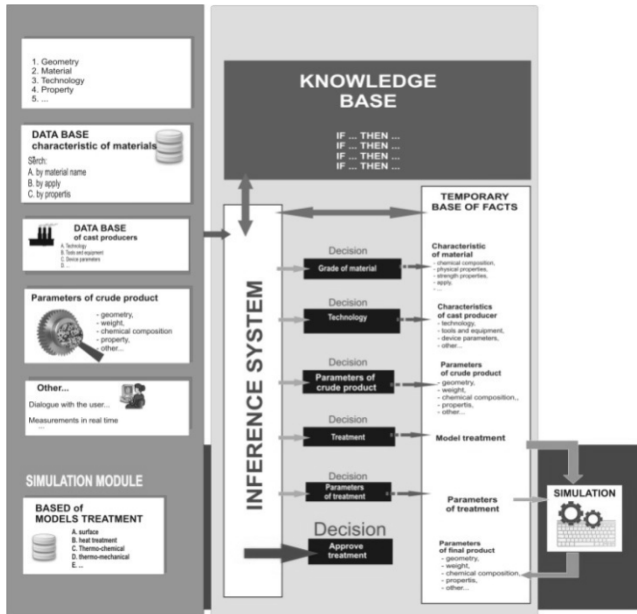 1. Geometry
2. Material
3. Technology
4. Property
5. ...
DATA BASE
characteristic of materials
Serch:
A. by material name
B. by apply
C. by propertis
DATA BASE
of cast producers
A. Technology
B. Tools and equipment
C. Device parameters
D. ...
Parameters of crude product
- geometry,
- weight,
- chemical composition
- property,
- other...
Other...
Dialogue with the user...
Measurements in real time
...
SIMULATION MODULE
BASED of
MODELS TREATMENT
A. surface
B. heat treatment
C. Thermo-chemical
D. thermo-mechanical
E. ...
KNOWLEDGE
BASE
IF ... THEN ...
IF ... THEN ...
IF ... THEN ...
IF ... THEN ...
INFERENCE SYSTEM
Decision
Grade of material
Decision
Technology
Decision
Parameters of
crude product
Decision
Treatment
Decision
Parameters
of treatment
Decision
Approve
treatment
TEMPORARY
BASE OF FACTS
Characteristic
of material
- chemical composition,
- physical properties,
- strength properties,
- apply,
- ...
Characteristics
of cast producer
- technology,
- tools and equipment,
- device parameters,
- other...
Parameters
of crude product
- geometry,
- weight,
- chemical composition,,
- propertis,
- other...
Model treatment
Parameters
of treatment
Parameters
of final product
- geometry,
- weight,
- chemical composition,
- propertis,
- other...
SIMULATION